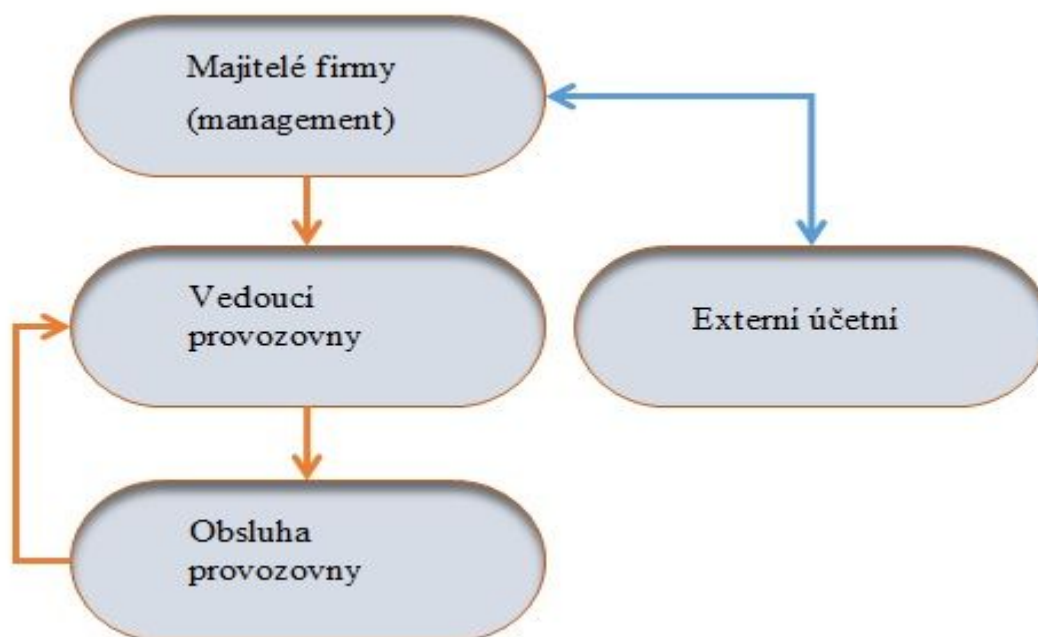 Majitelé firmy
(management)
Vedoucí
provozovny
Externí účetní
Obsluha
provozovny